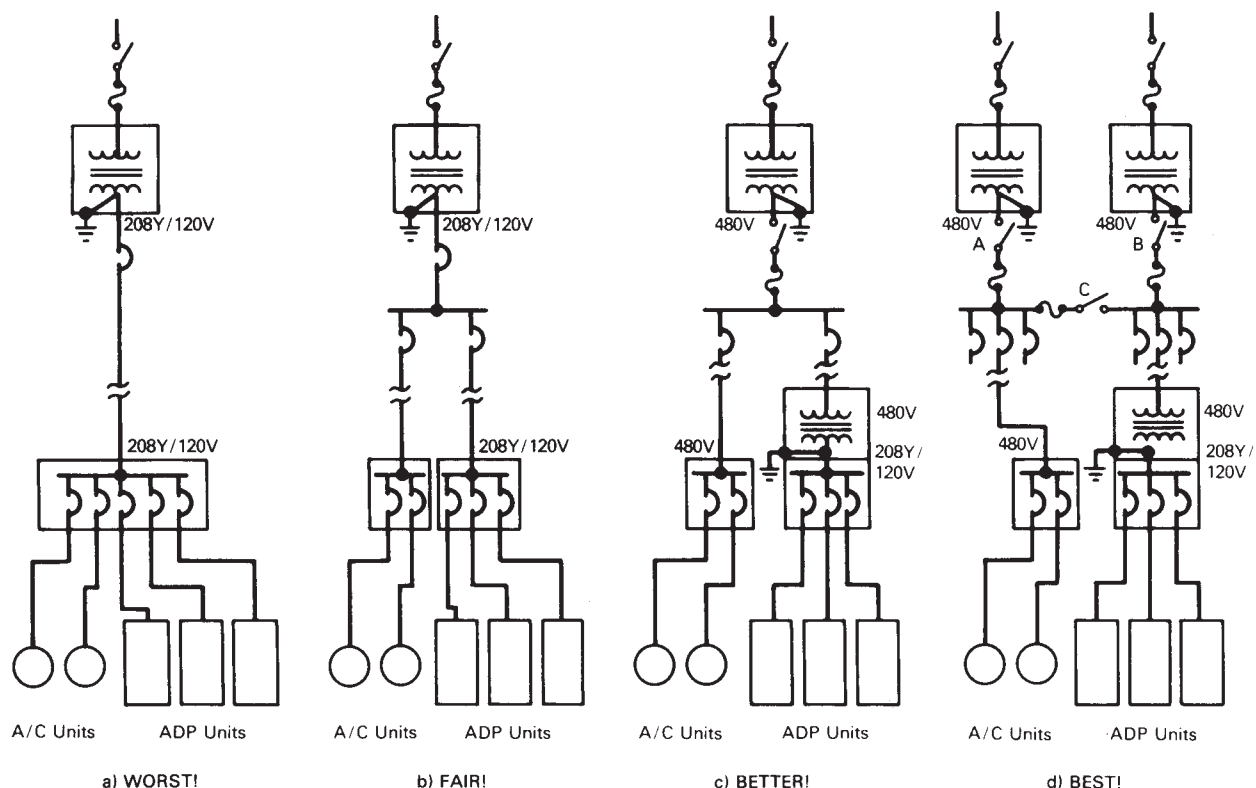 208Y/120V
208Y/120V
480V
480V
480V
A
B
C
208Y/120V
208Y/120V
480V
480V
208Y/
120V
480V
480V
208Y/
120V
A/C Units
ADP Units
A/C Units
ADP Units
A/C Units
ADP Units
A/C Units
ADP Units
a) WORST!
b) FAIR!
c) BETTER!
d) BEST!